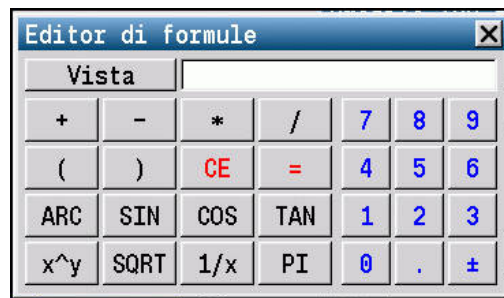 Editor di formule
Vista
+ - * / 7 8 9
( ) CE = 4 5 6
ARC SIN COS TAN 1 2 3
x^y SQRT 1/x PI 0 . ±